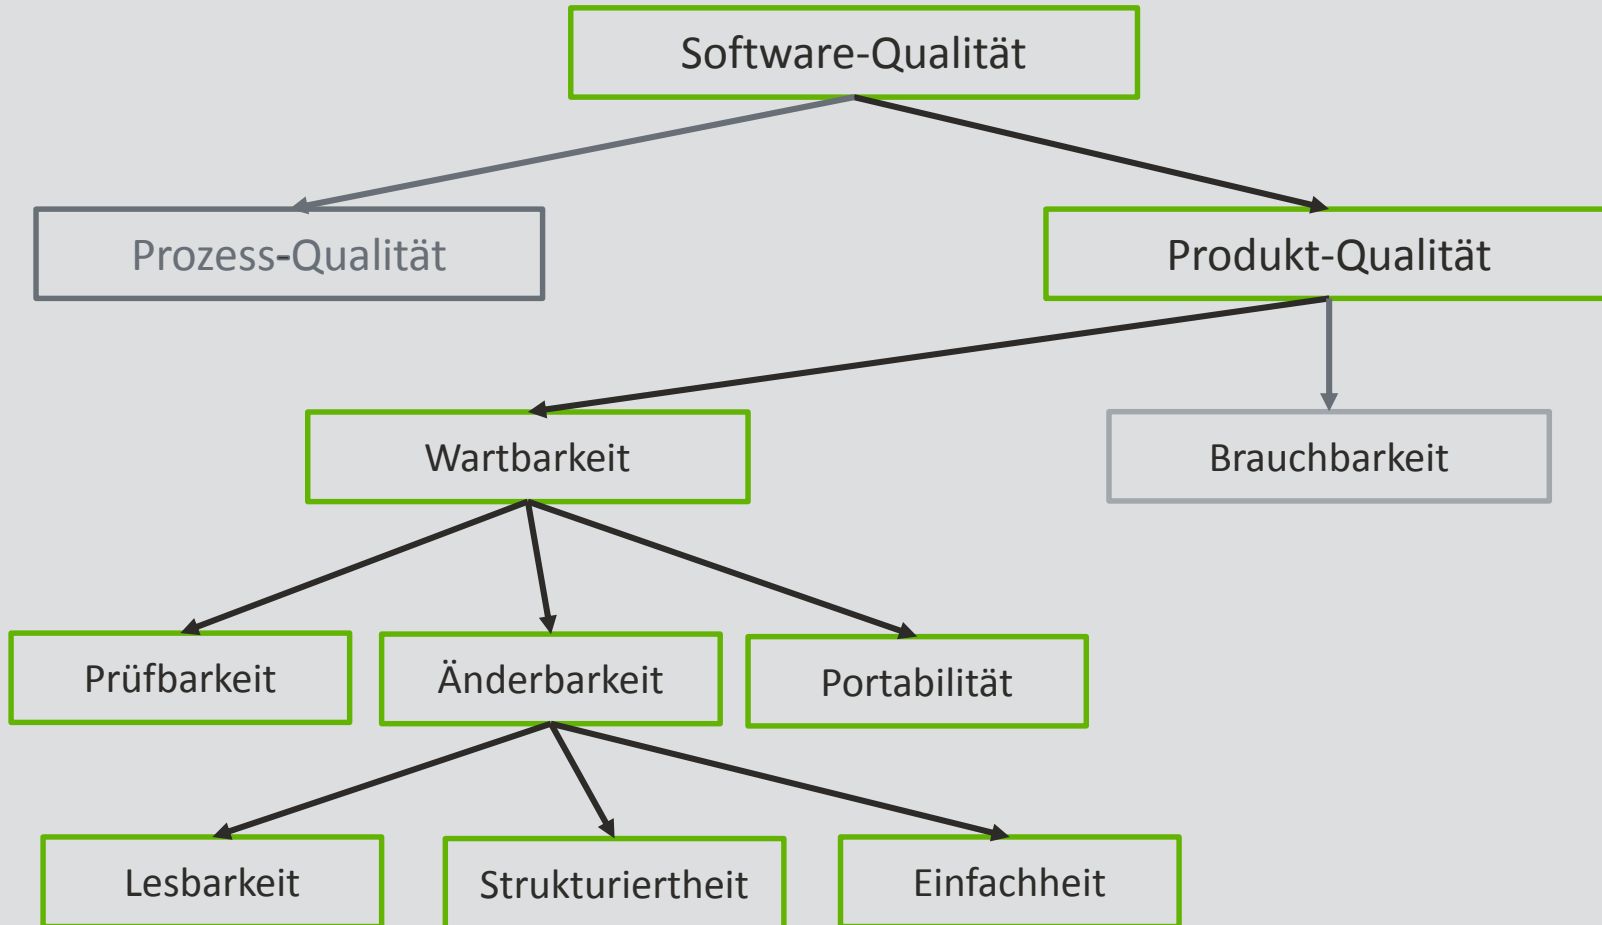 Software-Qualität
Prozess-Qualität
Produkt-Qualität
Wartbarkeit
Brauchbarkeit
Prüfbarkeit
Änderbarkeit
Portabilität
Lesbarkeit
Strukturiertheit
Einfachheit